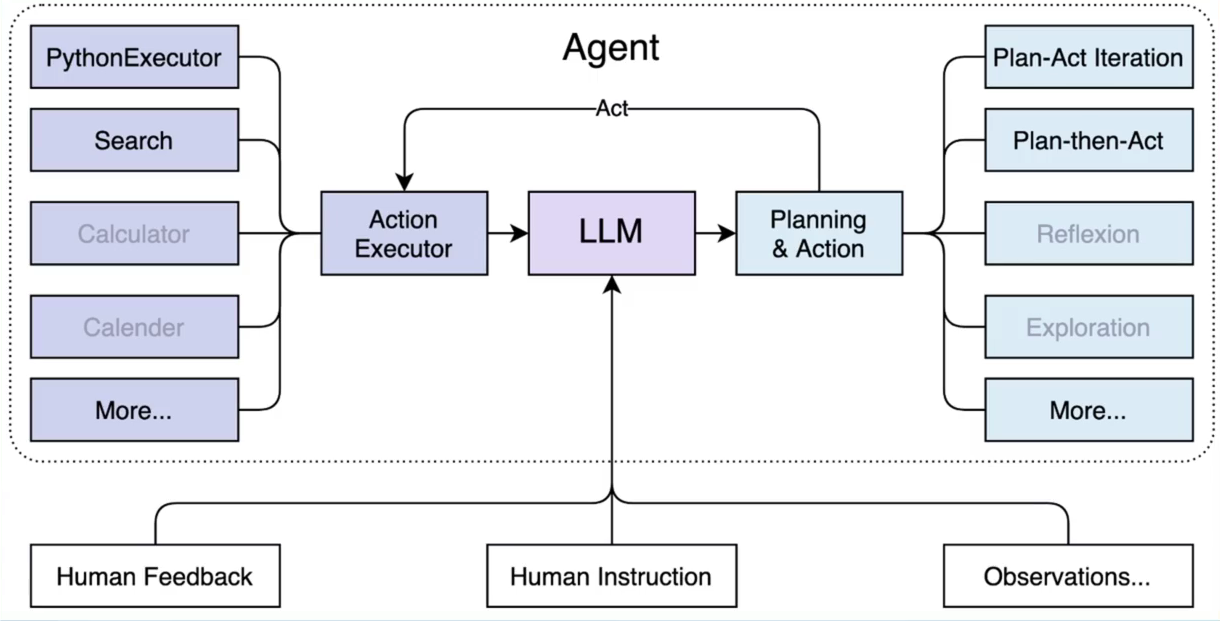 Agent
PythonExecutor
Search
Calculator
Calender
More...
Act
Action
Executor
LLM
Planning
& Action
Plan-Act Iteration
Plan-then-Act
Reflexion
Exploration
More...
Human Feedback
Human Instruction
Observations...